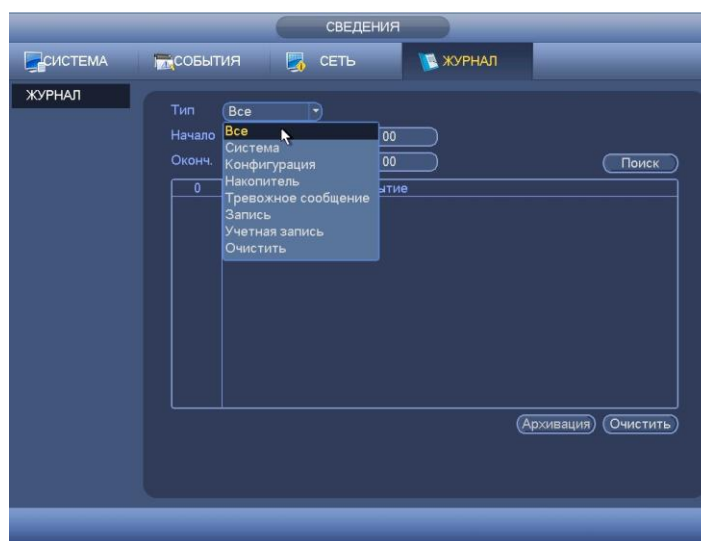 СВЕДЕНИЯ
СИСТЕМА СОБЫТИЯ СЕТЬ ЖУРНАЛ
ЖУРНАЛ
Тип Все
Начало 00
Оконч. 00
Все
Система
Конфигурация
Накопитель
Тревожное сообщение
Запись
Учетная запись
Очистить
Поиск
0 ытие
Архивация Очистить